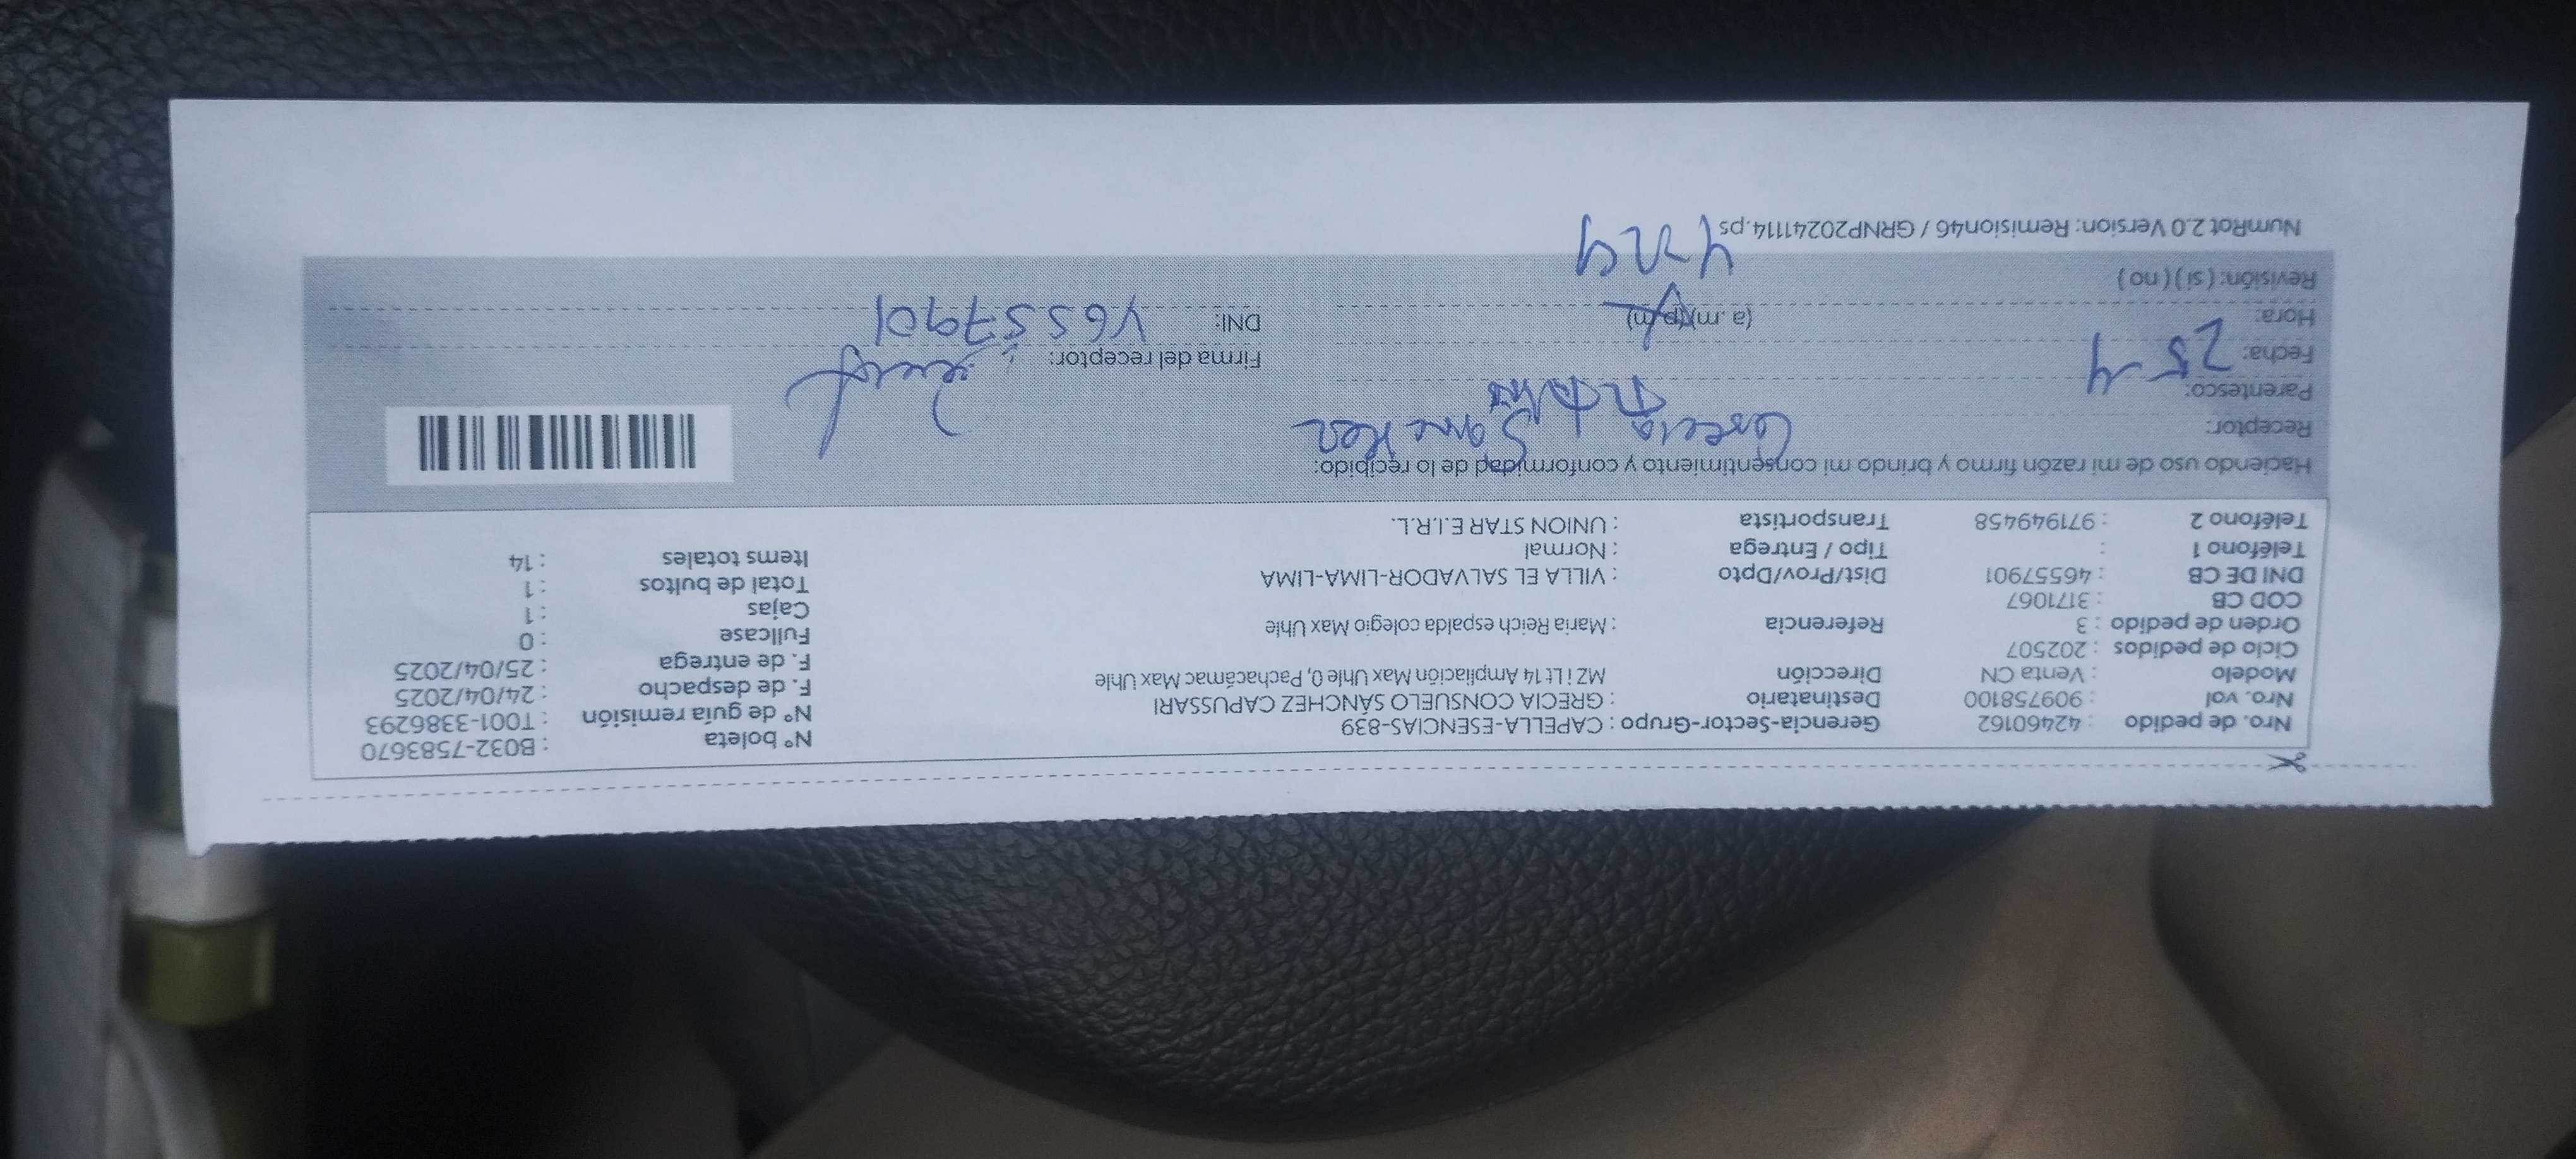 Nro. de pedido : 42460162 Gerencia-Sector-Grupo : CAPELLA-ESENCIAS-839 N° boleta : B032-7583670
Nro. vol : 909758100 Destinatario : GRECIA CONSUELO SÁNCHEZ CAPUSSARI N° de guía remisión : T001-3386293
Modelo : Venta CN Dirección MZ i Lt 14 Ampliación Max Uhle 0, Pachacámac Max Uhle F. de despacho : 24/04/2025
Ciclo de pedidos : 202507 F. de entrega : 25/04/2025
Orden de pedido : 3 Referencia : Maria Reich espalda colegio Max Uhle Fullcase : 0
COD CB : 3171067 Cajas : 1
DNI DE CB : 46557901 Dist/Prov/Dpto : VILLA EL SALVADOR-LIMA-LIMA Total de bultos : 1
Teléfono 1 : Tipo / Entrega : Normal Items totales : 14
Teléfono 2 : 971949458 Transportista : UNION STAR E.I.R.L.
Haciendo uso de mi razón firmo y brindo mi consentimiento y conformidad de lo recibido:
Receptor: Grecia Sanchez
Parentesco: titular
Fecha: 25-4 Firma del receptor:
Hora: (a.m)(p.m) DNI: 46557901
Revisión: ( si ) ( no )
NumRot 2.0 Version: Remision46 / GRNP20241114.ps